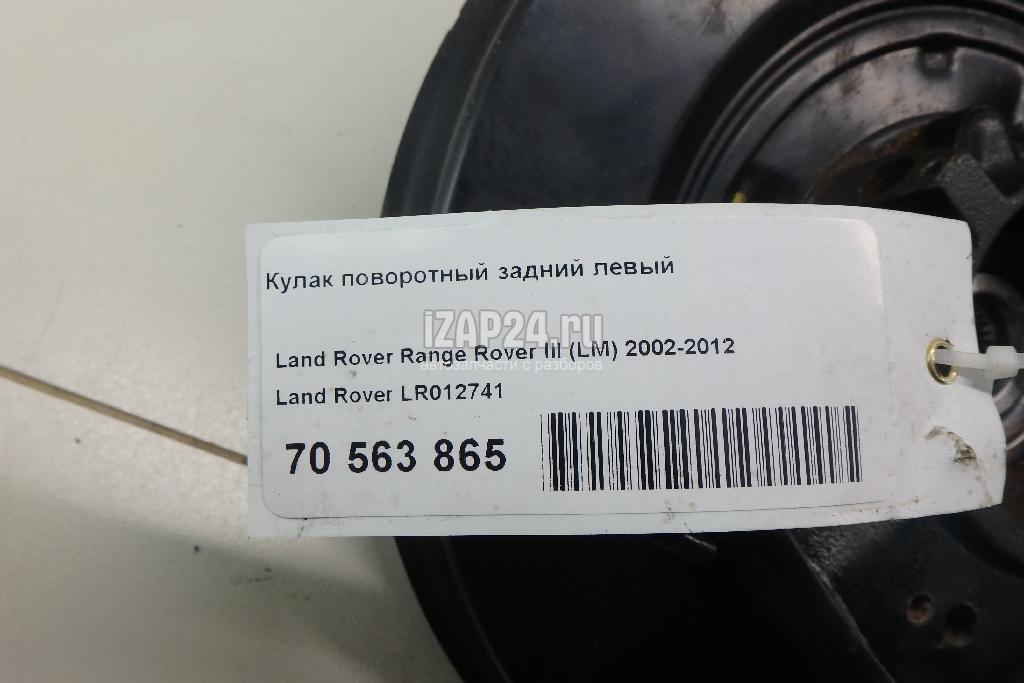 Кулак поворотный задний левый
iZAP24.ru
Land Rover Range Rover III (LM) 2002-2012
автозапчасти с разборов
Land Rover LR012741
70 563 865